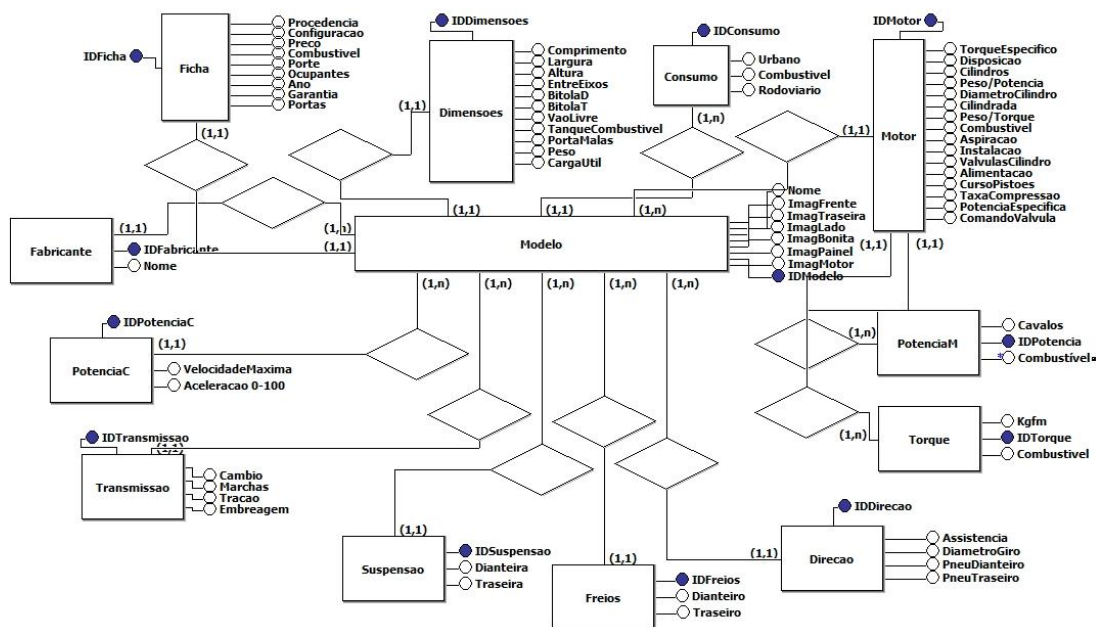 IDFicha
Ficha
Procedencia
Configuracao
Preco
Combustivel
Porte
Ocupantes
Ano
Garantia
Portas
(1,1)
IDDimensoes
Dimensoes
Comprimento
Largura
Altura
EntreEixos
BitolaD
BitolaT
VaoLivre
TanqueCombustivel
PortaMalas
Peso
CargaUtil
(1,1)
IDConsumo
Consumo
Urbano
Combustivel
Rodoviario
(1,n)
IDMotor
Motor
TorqueEspecifico
Disposicao
Cilindros
Peso/Potencia
DiametroCilindro
Cilindrada
Peso/Torque
Combustivel
Aspiracao
Instalacao
ValvulasCilindro
Alimentacao
CursoPistoes
TaxaCompressao
PotenciaEspecifica
ComandoValvula
(1,1)
(1,1)
(1,1)
Fabricante
(1,1)
IDFabricante
Nome
(1,n)
(1,1)
(1,1)
(1,1)
(1,n)
Modelo
Nome
ImagFrente
ImagTraseira
ImagLado
ImagBonita
ImagPainel
ImagMotor
IDModelo
(1,n)
(1,n)
(1,n)
(1,n)
(1,n)
IDPotenciaC
PotenciaC
(1,1)
VelocidadeMaxima
Aceleracao 0-100
(1,n)
PotenciaM
Cavalos
IDPotencia
*Combustível
(1,n)
Torque
Kgfm
IDTorque
Combustivel
IDTransmissao
(1,1)
Transmissao
Cambio
Marchas
Tracao
Embreagem
(1,1)
Suspensao
IDSuspensao
Dianteira
Traseira
(1,1)
Freios
IDFreios
Dianteiro
Traseiro
IDDirecao
(1,1)
Direcao
Assistencia
DiametroGiro
PneuDianteiro
PneuTraseiro